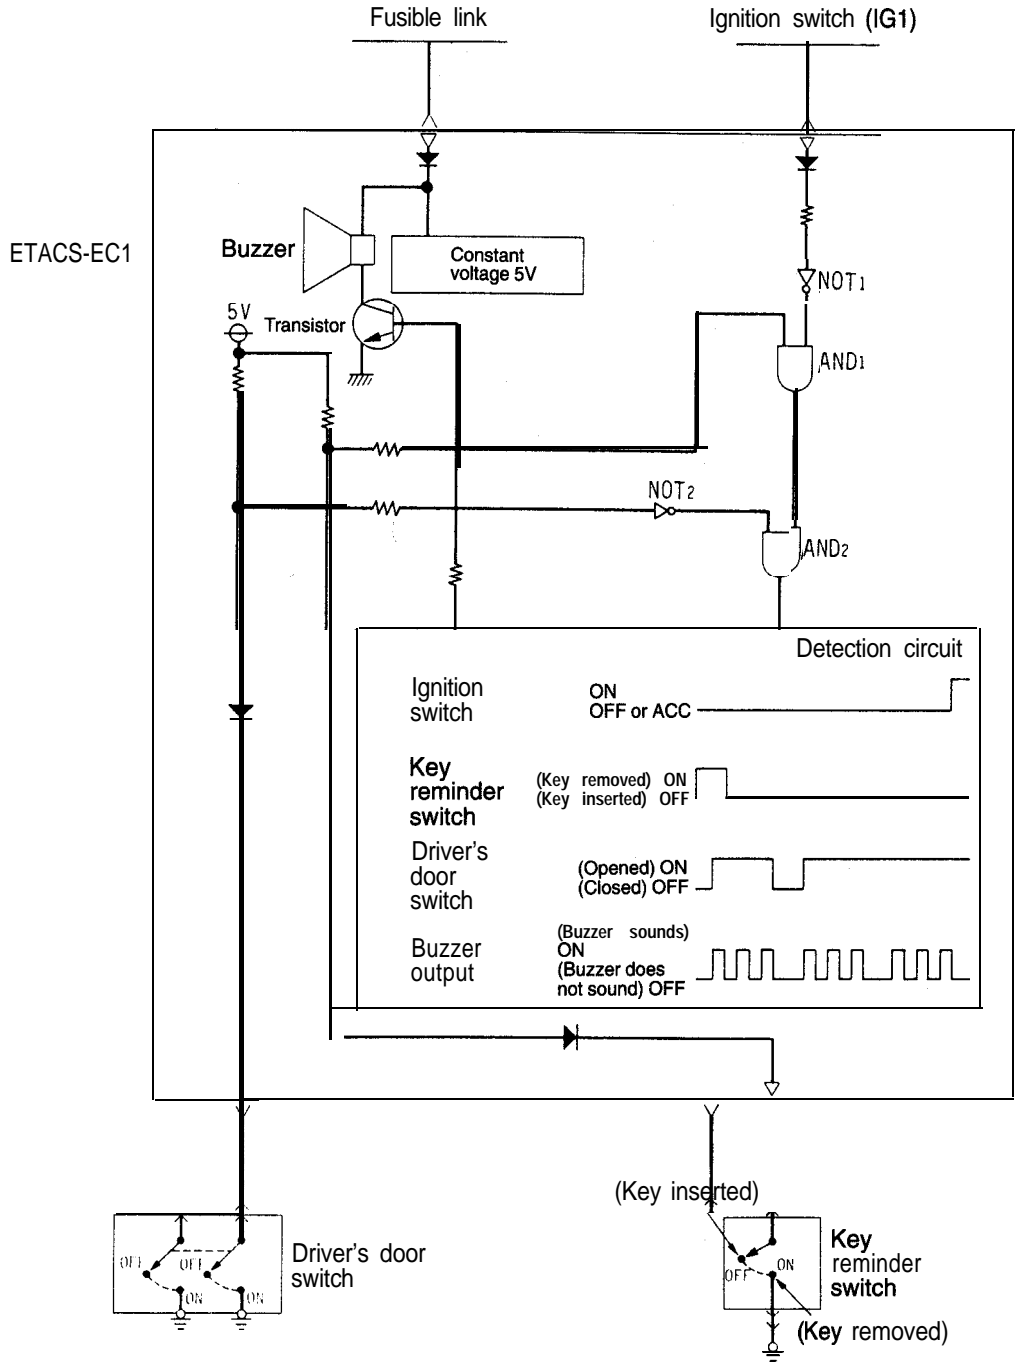 Fusible link
Ignition switch (IG1)
ETACS-EC1
Buzzer
Constant
voltage 5V
NOT1
5V
Transistor
AND1
NOT2
AND2
Detection circuit
Ignition
switch
ON
OFF or ACC
Key
reminder
switch
(Key removed) ON
(Key inserted) OFF
Driver's
door
switch
(Opened) ON
(Closed) OFF
Buzzer
output
(Buzzer sounds)
ON
(Buzzer does
not sound) OFF
(Key inserted)
OFF
OFF
ON
ON
Driver's door
switch
OFF
ON
Key
reminder
switch
(Key removed)